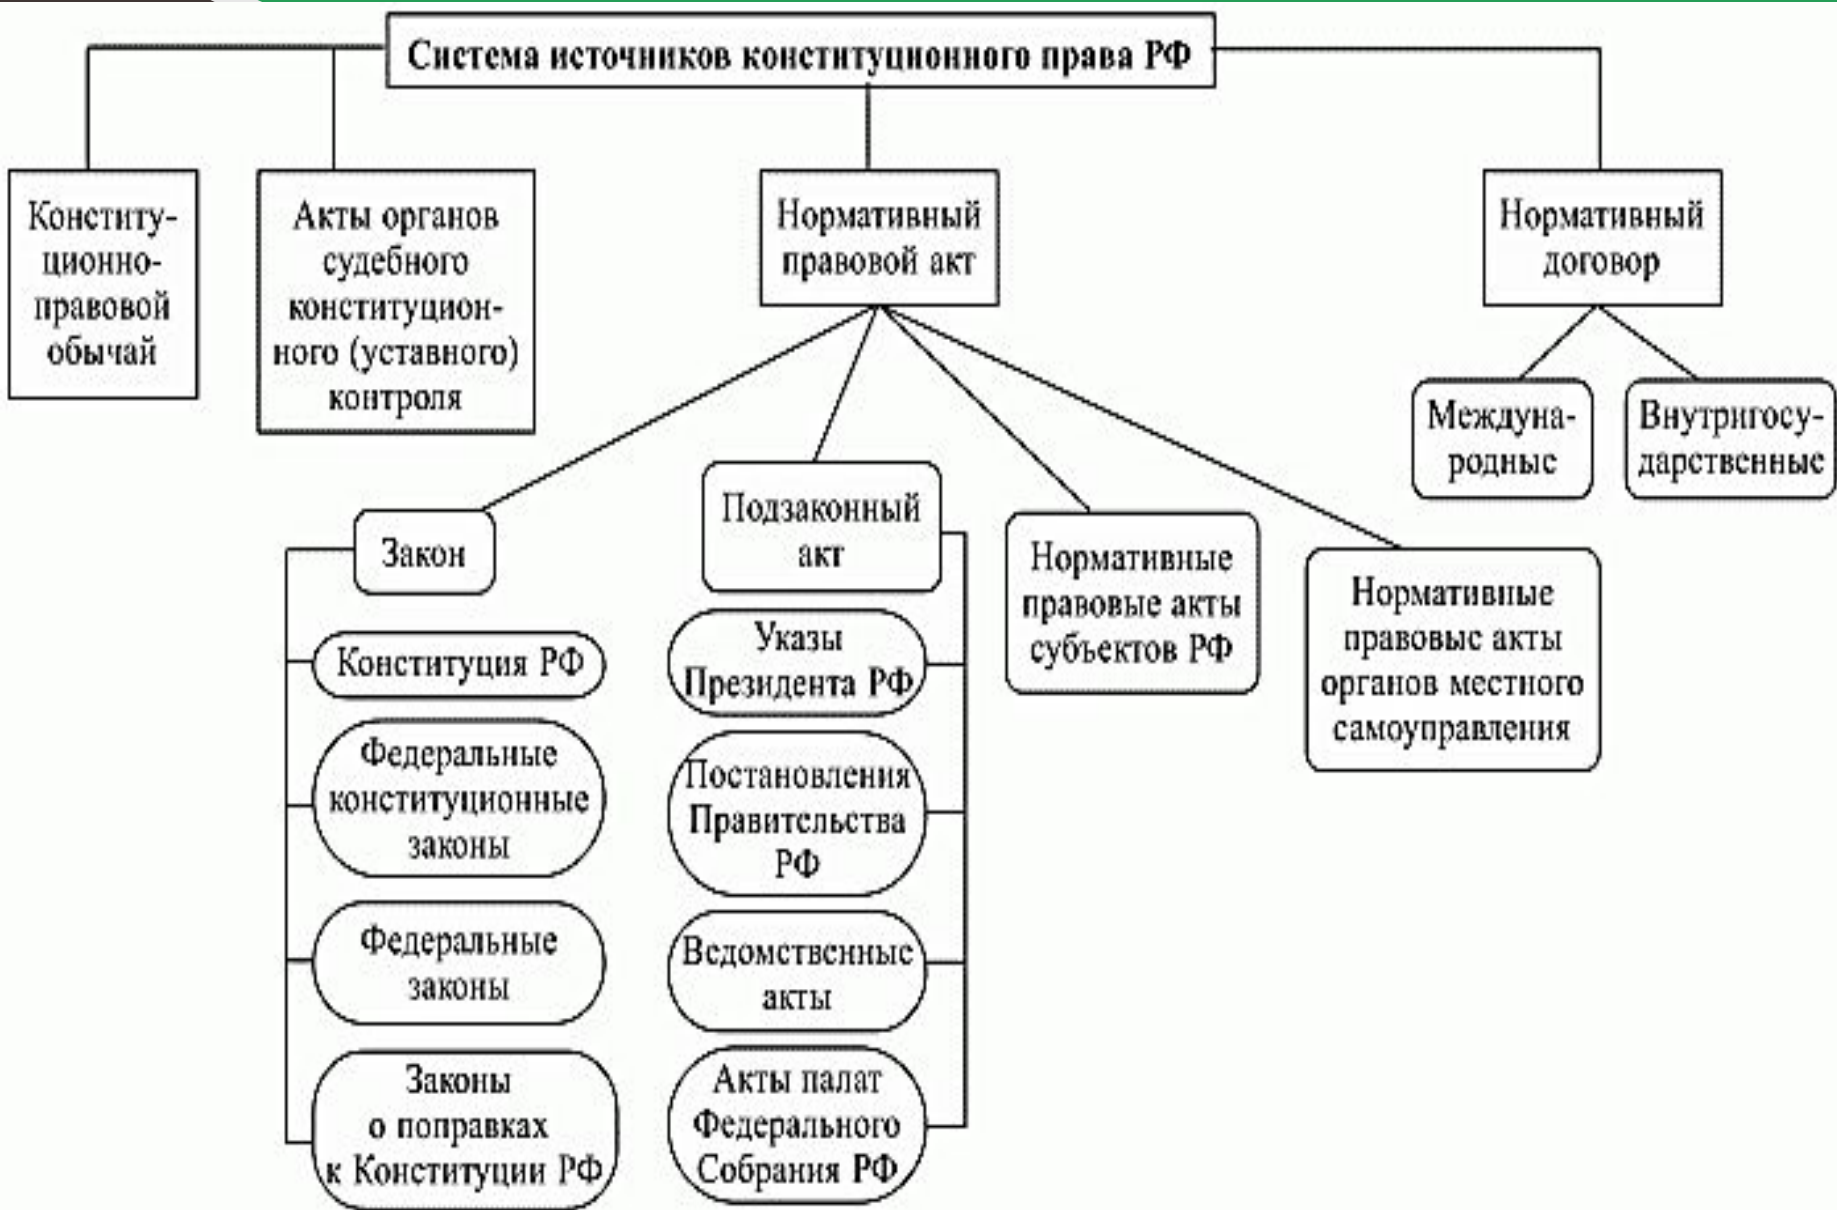 Система источников конституционного права РФ
Конститу-
ционно-
правовой
обычай
Акты органов
судебного
конституцион-
ного (уставного)
контроля
Нормативный
правовой акт
Нормативный
договор
Междуна-
родные
Внутригосу-
дарственные
Закон
Конституция РФ
Федеральные
конституционные
законы
Федеральные
законы
Законы
о поправках
к Конституции РФ
Подзаконный
акт
Указы
Президента РФ
Постановления
Правительства
РФ
Ведомственные
акты
Акты палат
Федерального
Собрания РФ
Нормативные
правовые акты
субъектов РФ
Нормативные
правовые акты
органов местного
самоуправления